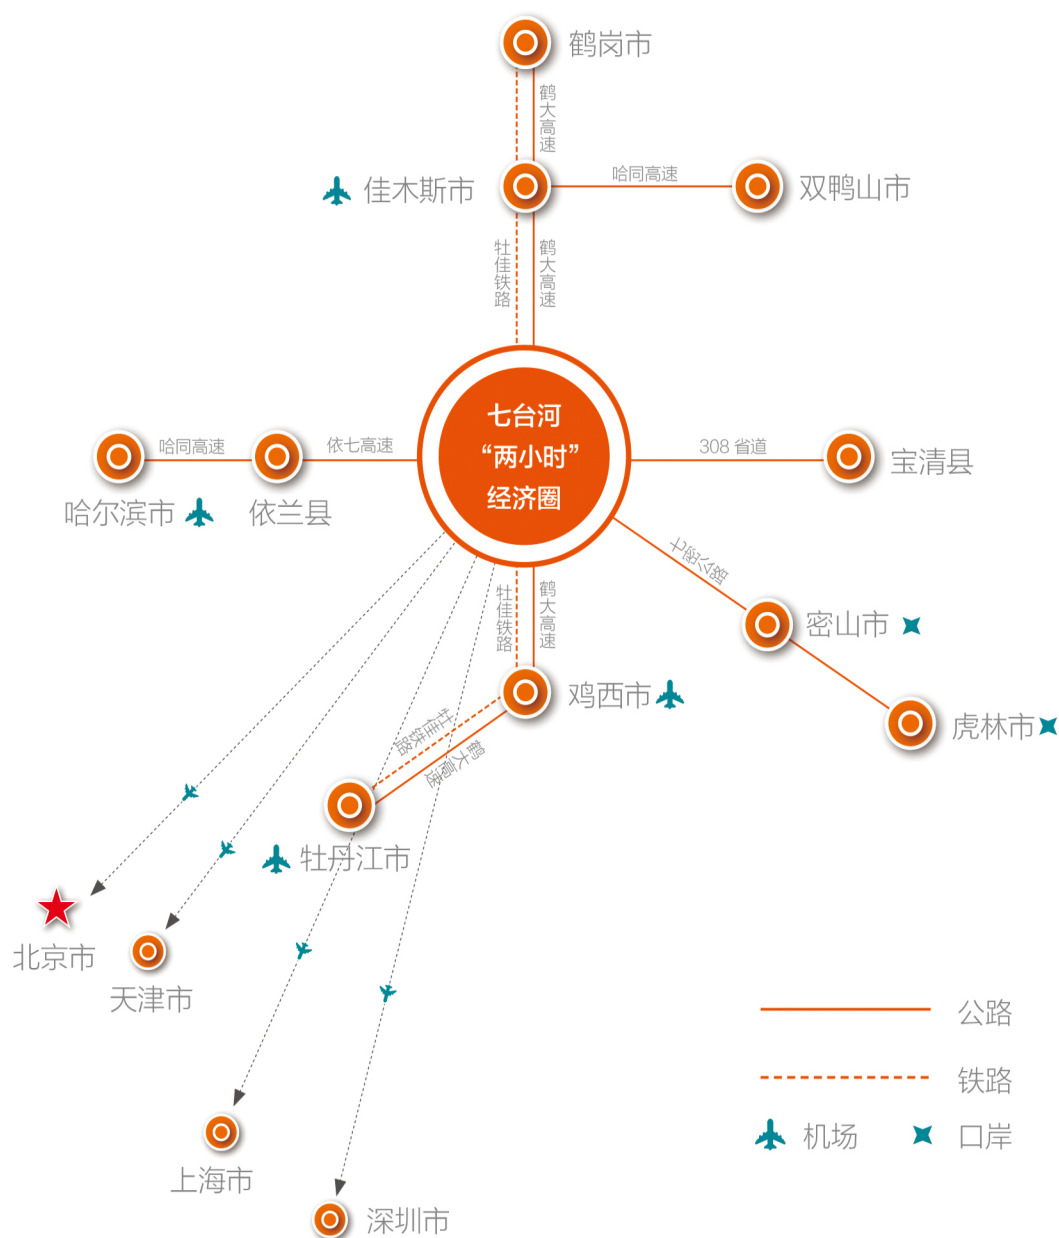 鹤岗市
鹤大高速
佳木斯市
哈同高速
双鸭山市
牡佳铁路
鹤大高速
七台河
“两小时”
经济圈
哈同高速
依七高速
308 省道
宝清县
哈尔滨市
依兰县
七密公路
牡佳铁路
鹤大高速
密山市
鸡西市
虎林市
牡佳铁路
鹤大高速
牡丹江市
北京市
天津市
上海市
深圳市
公路
铁路
机场
口岸